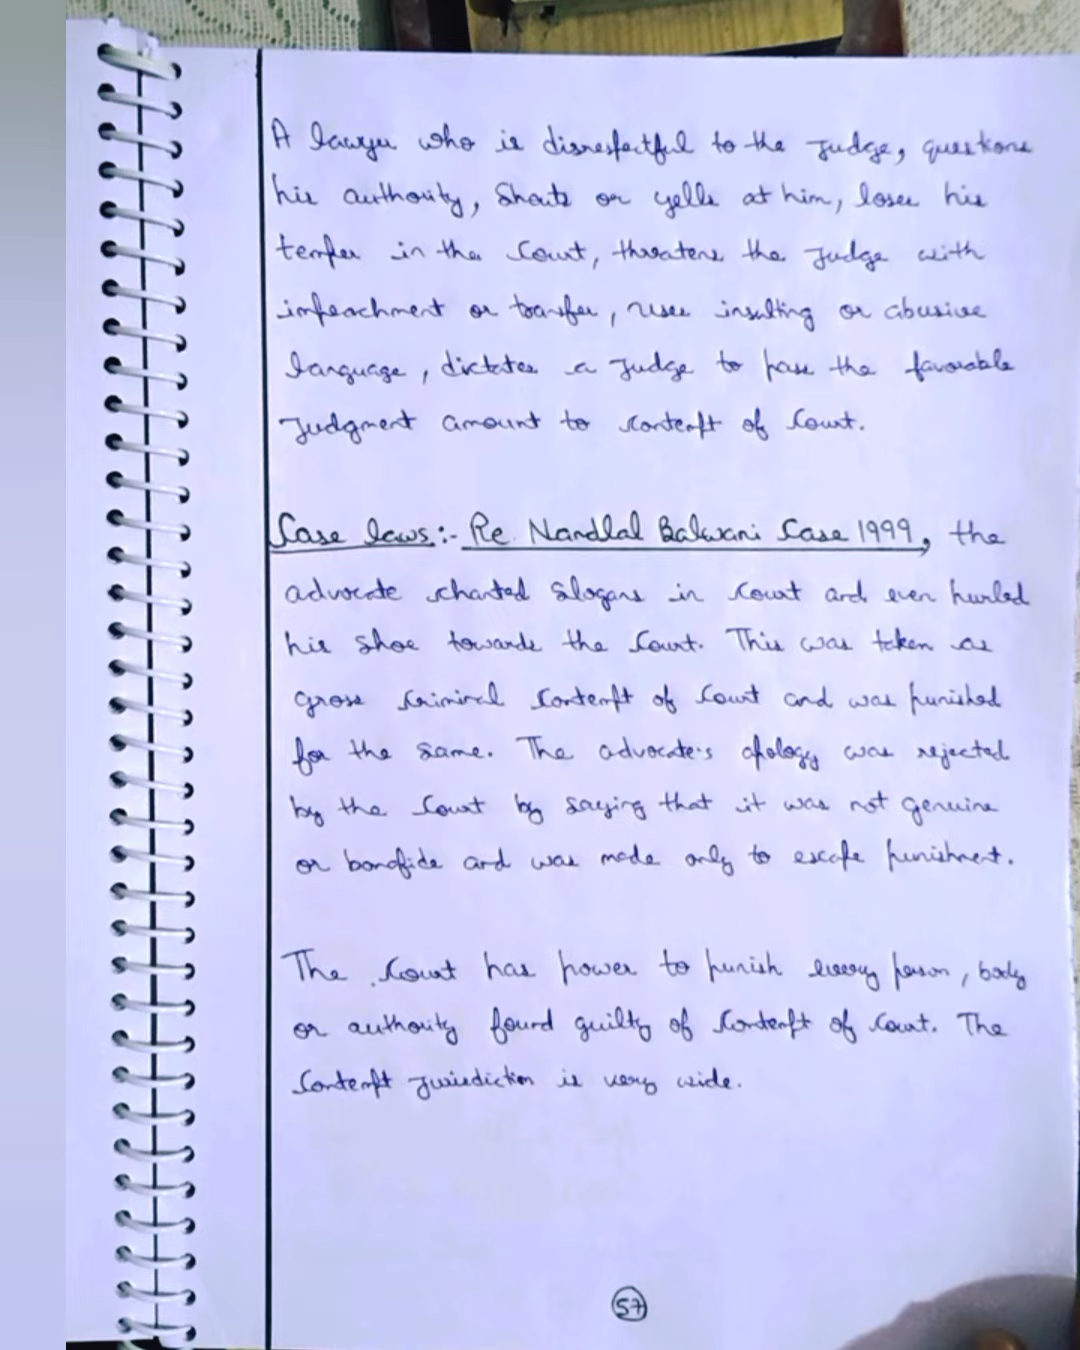 A lawyer who is disrespectful to the Judge, questions
his authority, Shouts or yells at him, loses his
temper in the Court, threatens the Judge with
impeachment or transfer, uses insulting or abusive
language, dictates a Judge to pass the favorable
Judgment amount to contempt of Court.
Case laws:- Re. Nandlal Balwani Case 1999, the
advocate chanted slogans in Court and even hurled
his shoe towards the Court. This was taken as
gross criminal Contempt of Court and was punished
for the same. The advocate's apology was rejected
by the Court by saying that it was not genuine
or bonafide and was made only to escape punishment.
The Court has power to punish every person, body
or authority found guilty of Contempt of Court. The
Contempt Jurisdiction is very wide.
57